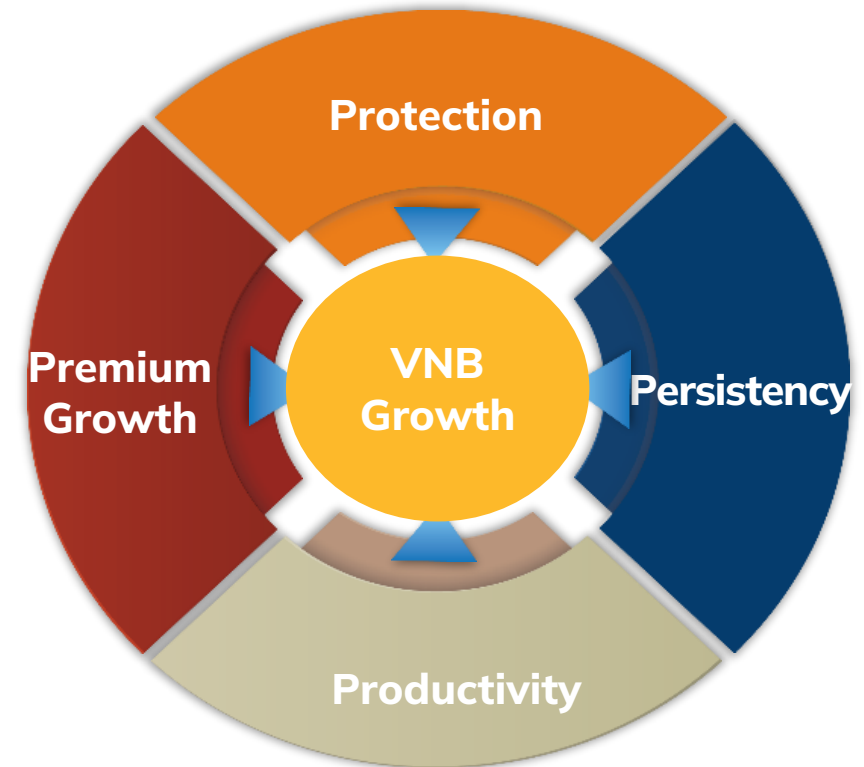 Protection
Premium
Growth
VNB
Growth
Persistency
Productivity